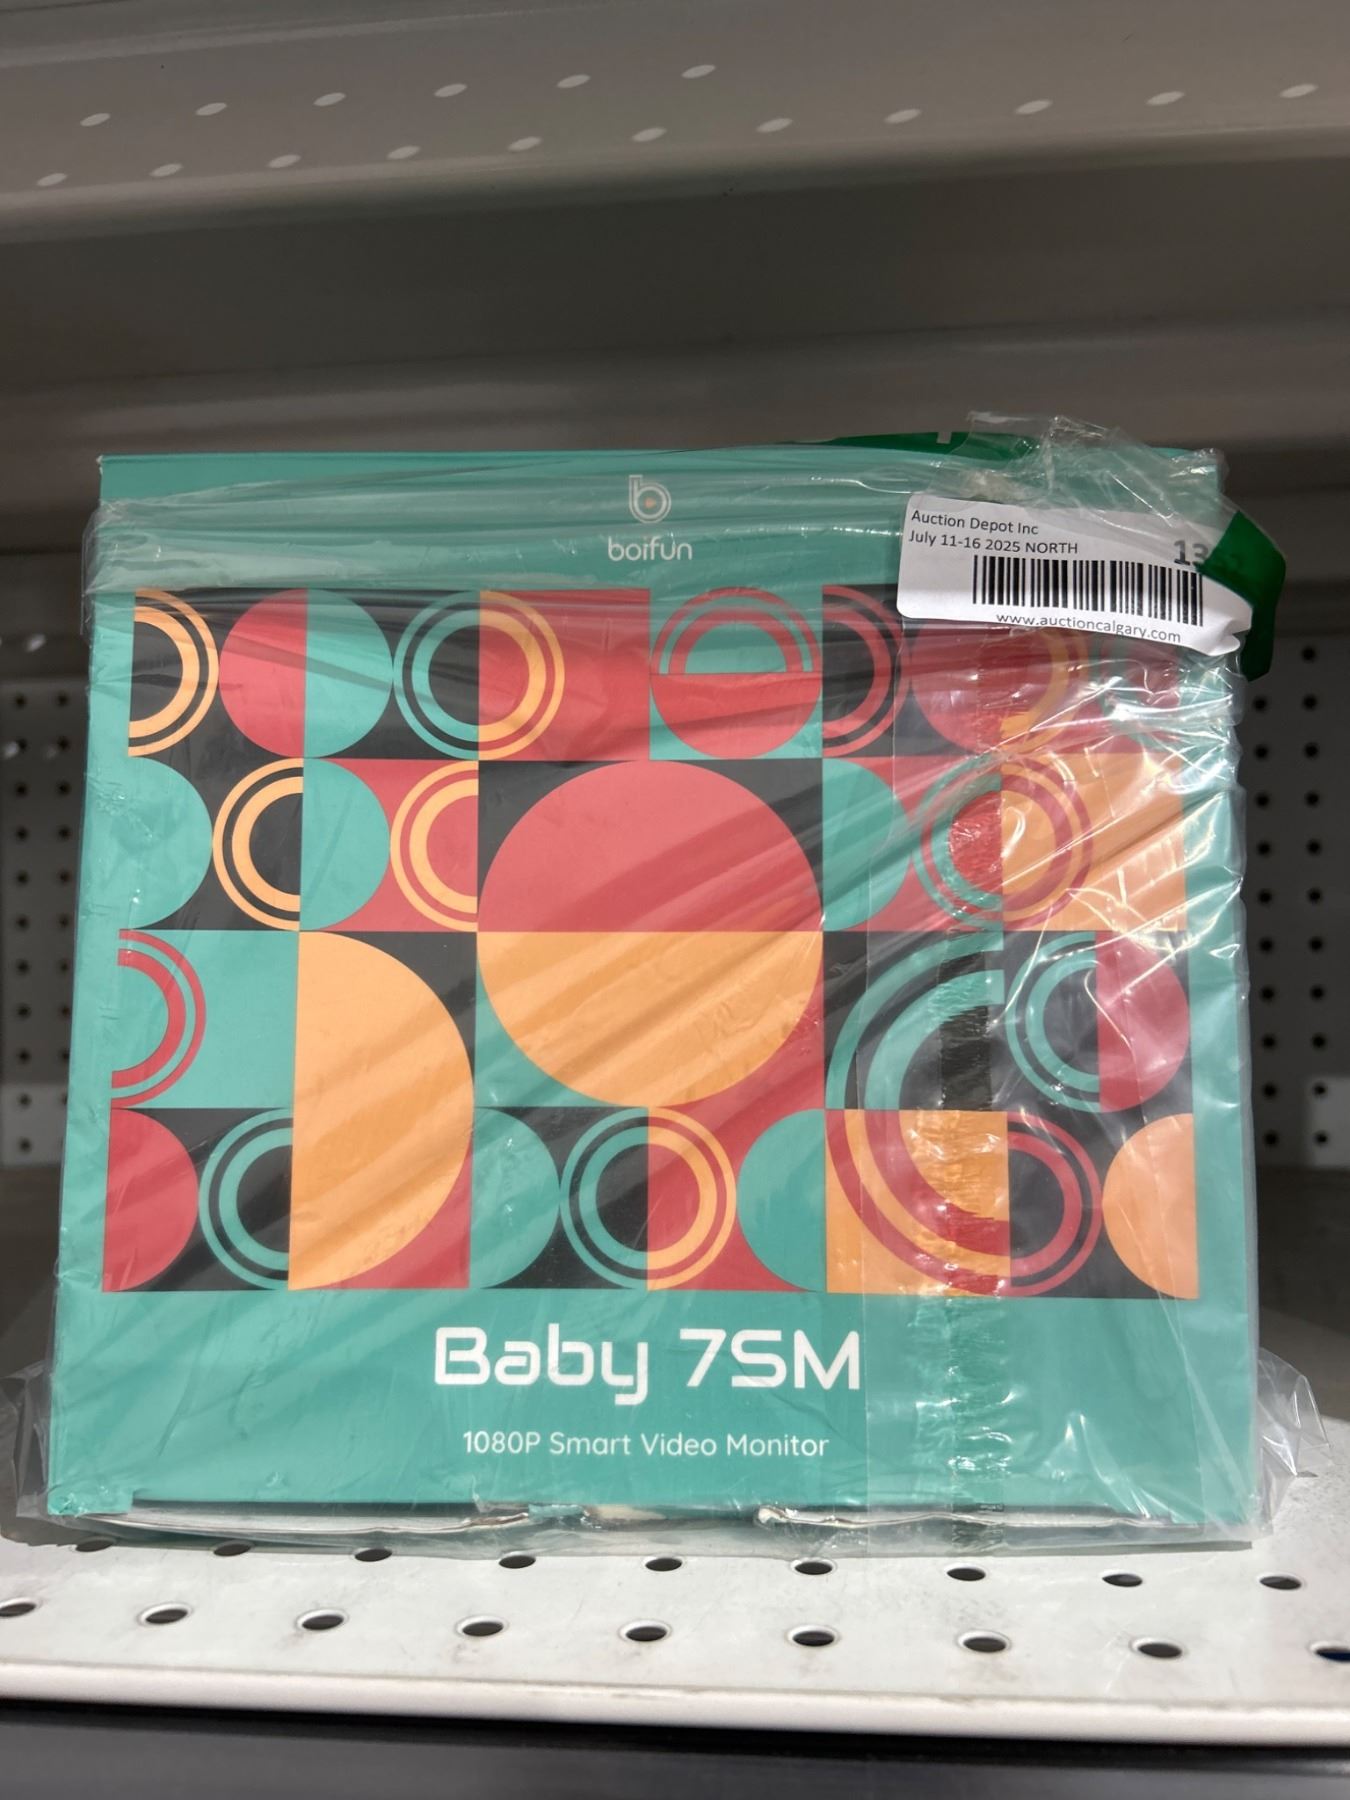 boifun
Auction Depot Inc
July 11-16 2025 NORTH
www.auctioncalgary.com
Baby 7SM
1080P Smart Video Monitor